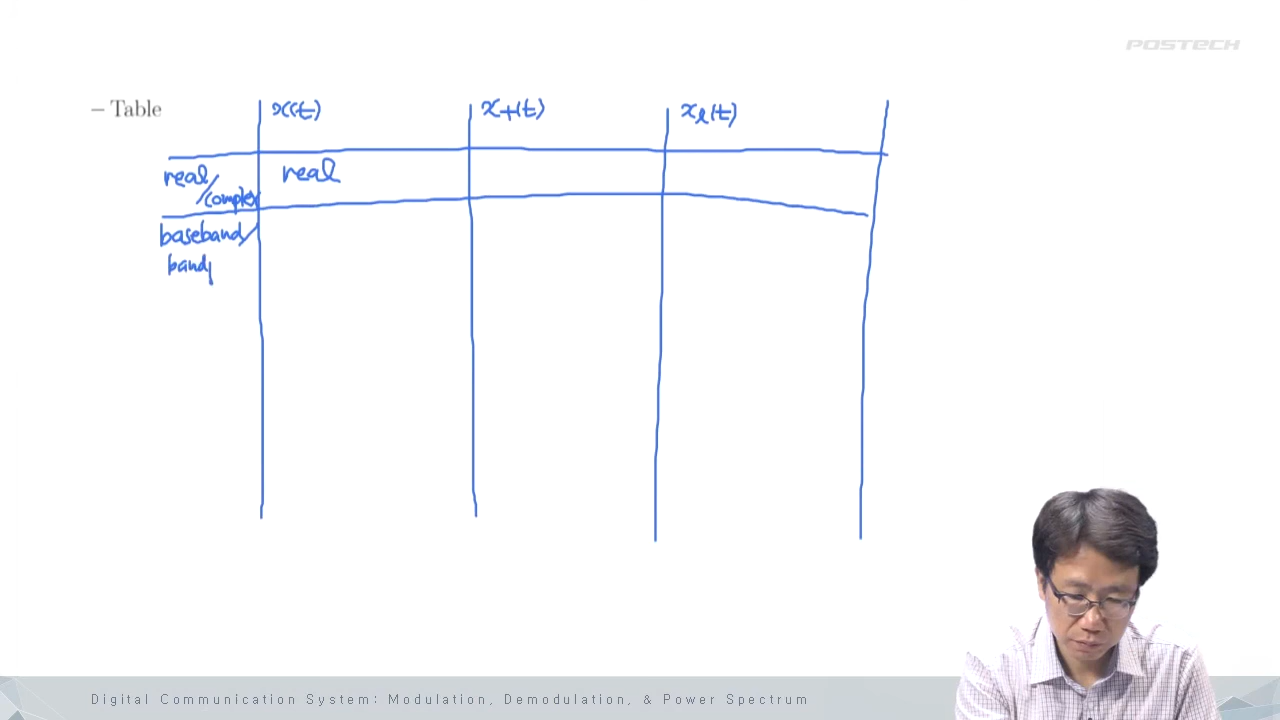 POSTECH
– Table
x(t) x₊(t) xₗ(t)
real/ real
complex
baseband/
band
Digital Communication System: Modulation, Demodulation, & Power Spectrum